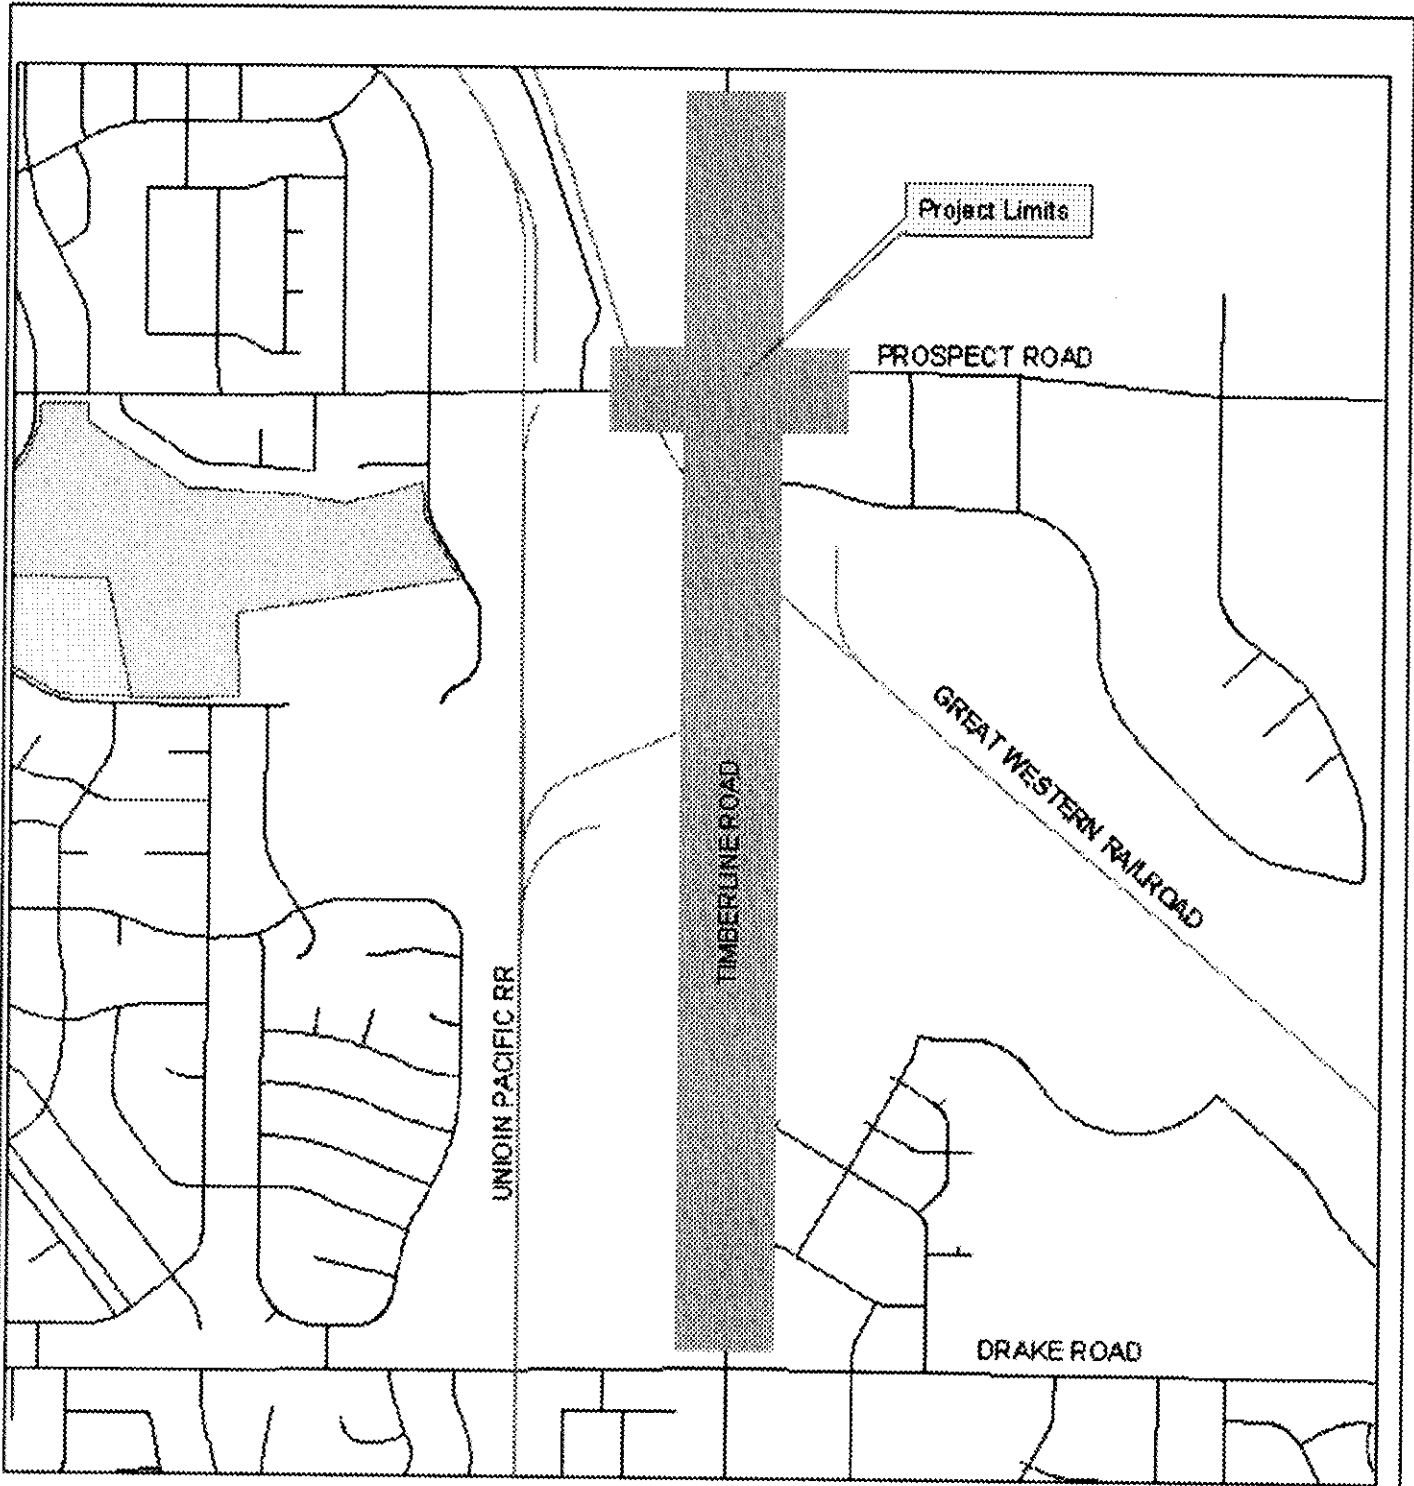 Project Limits
PROSPECT ROAD
GREAT WESTERN RAILROAD
TIMBERLINE ROAD
UNIOIN PACIFIC RR
DRAKE ROAD